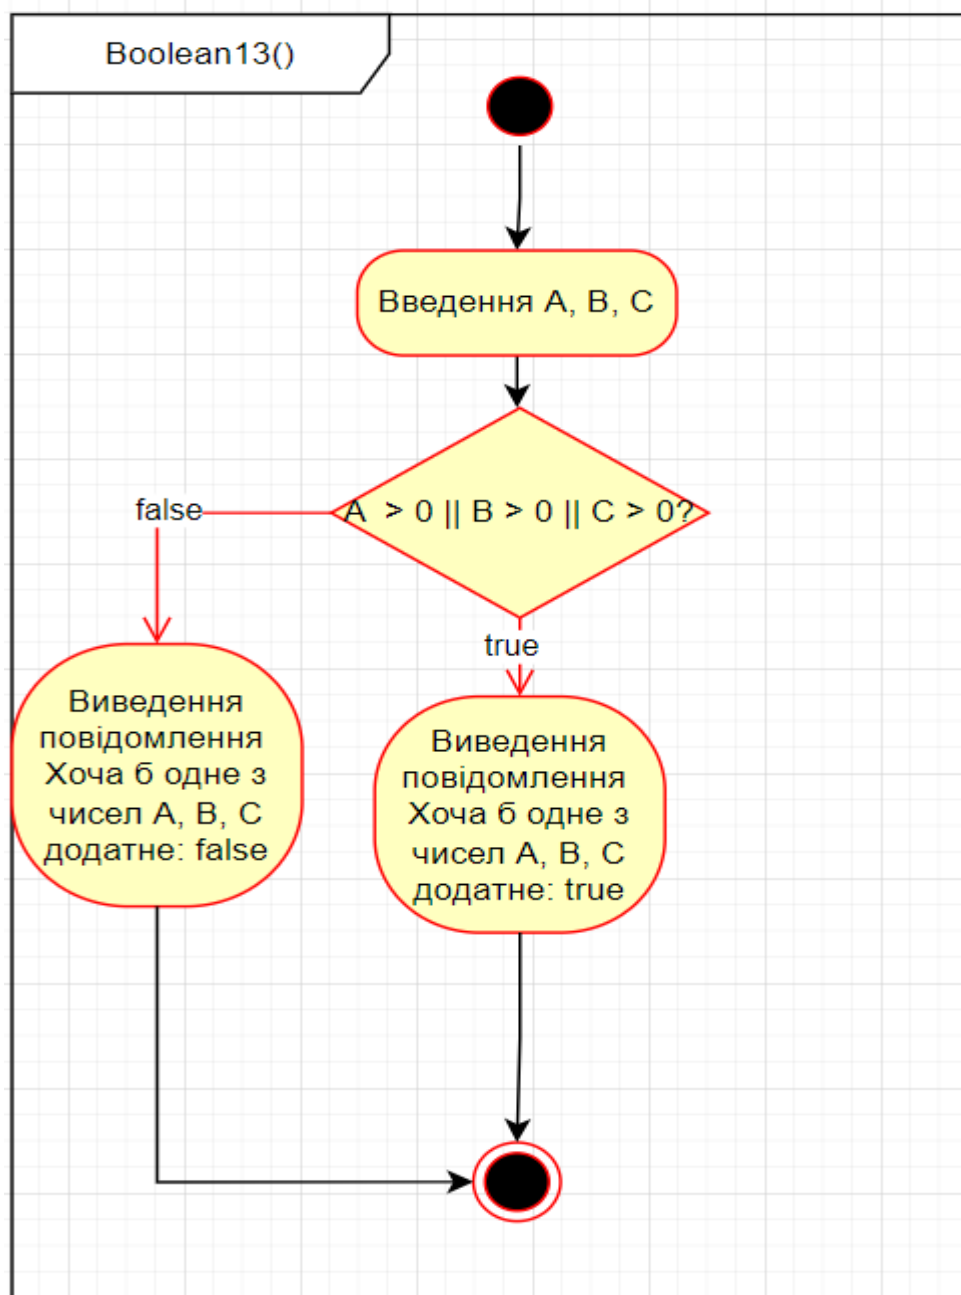 Boolean13()
Введення A, B, C
A > 0 || B > 0 || C > 0?
false
true
Виведення
повідомлення
Хоча б одне з
чисел A, B, C
додатне: false
Виведення
повідомлення
Хоча б одне з
чисел A, B, C
додатне: true